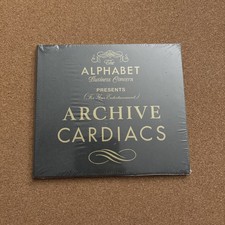 The
ALPHABET
Business Concern
PRESENTS
(For Your Entertainment)
ARCHIVE
CARDIACS